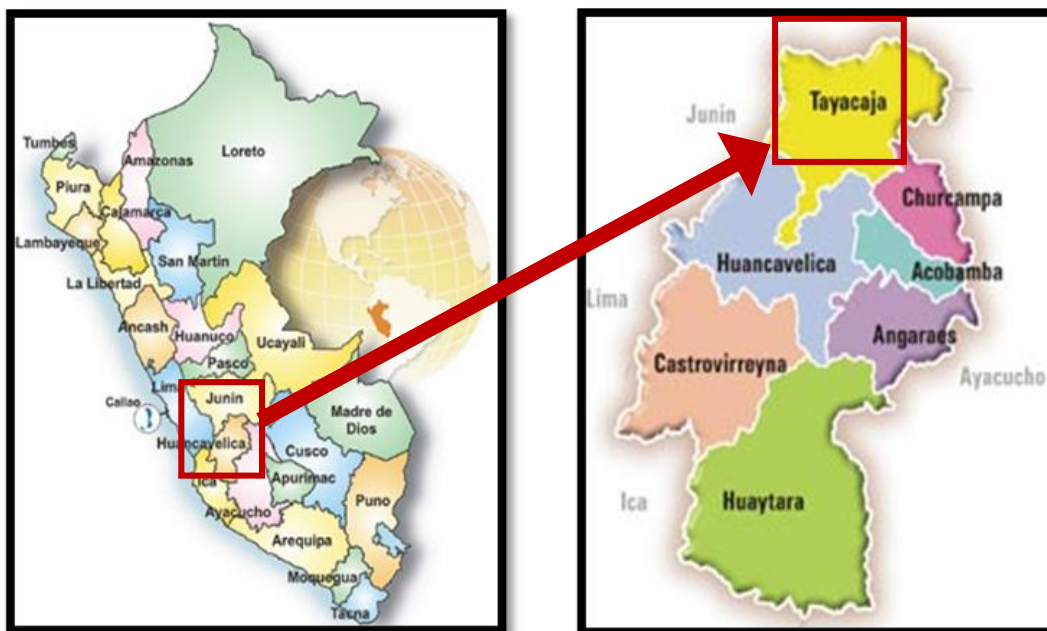 Tumbes
Loreto
Amazonas
Piura
Cajamarca
Lambayeque
San Martin
La Libertad
Ancash
Huanuco
Ucayali
Pasco
Lima
Junin
Callao
Madre de
Dios
Huancavelica
Cusco
Ica
Apurimac
Puno
Ayacucho
Arequipa
Moquegua
Tacna
Tayacaja
Junin
Churcampa
Huancavelica
Acobamba
Lima
Angaraes
Castrovirreyna
Ayacucho
Ica
Huaytara